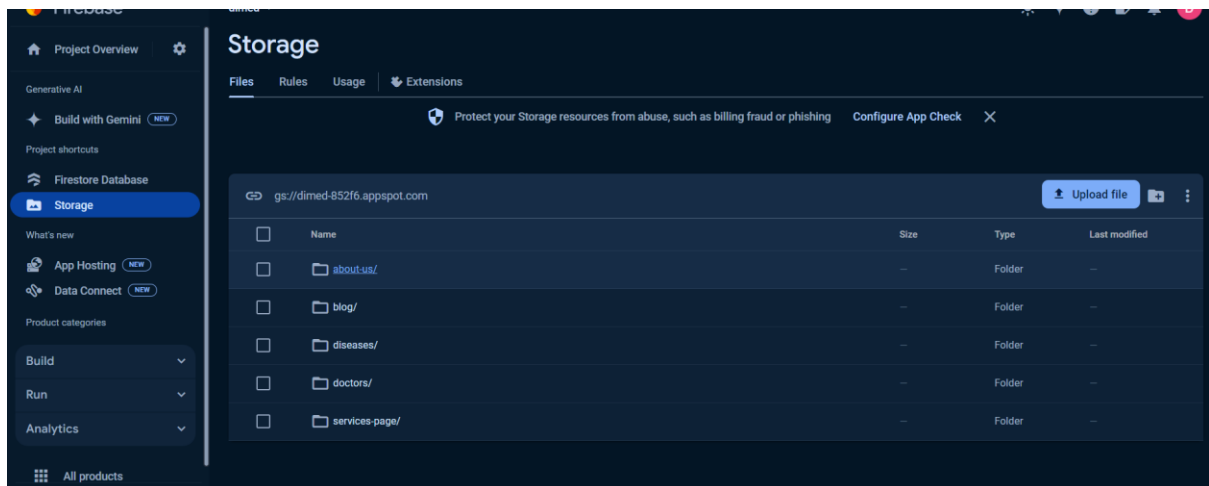 Firebase
dimed
Project Overview
Storage
Files Rules Usage Extensions
Generative AI
Build with Gemini NEW
Protect your Storage resources from abuse, such as billing fraud or phishing Configure App Check
Project shortcuts
Firestore Database
Storage
gs://dimed-852f6.appspot.com Upload file
What's new
Name Size Type Last modified
App Hosting NEW
about-us/ – Folder –
Data Connect NEW
blog/ – Folder –
Product categories
diseases/ – Folder –
Build
doctors/ – Folder –
Run
services-page/ – Folder –
Analytics
All products